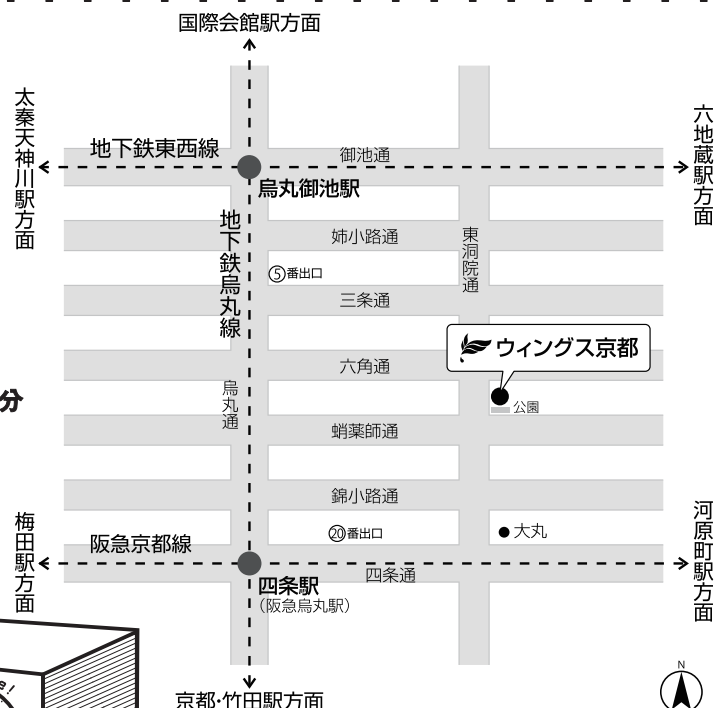 国際会館駅方面
太秦天神川駅方面
六地蔵駅方面
地下鉄東西線
御池通
烏丸御池駅
地下鉄烏丸線
姉小路通
東洞院通
⑤番出口
三条通
ウィングス京都
六角通
烏丸通
分
公園
蛸薬師通
錦小路通
梅田駅方面
河原町駅方面
阪急京都線
⑳番出口
大丸
四条通
四条駅
（阪急烏丸駅）
京都・竹田駅方面
N